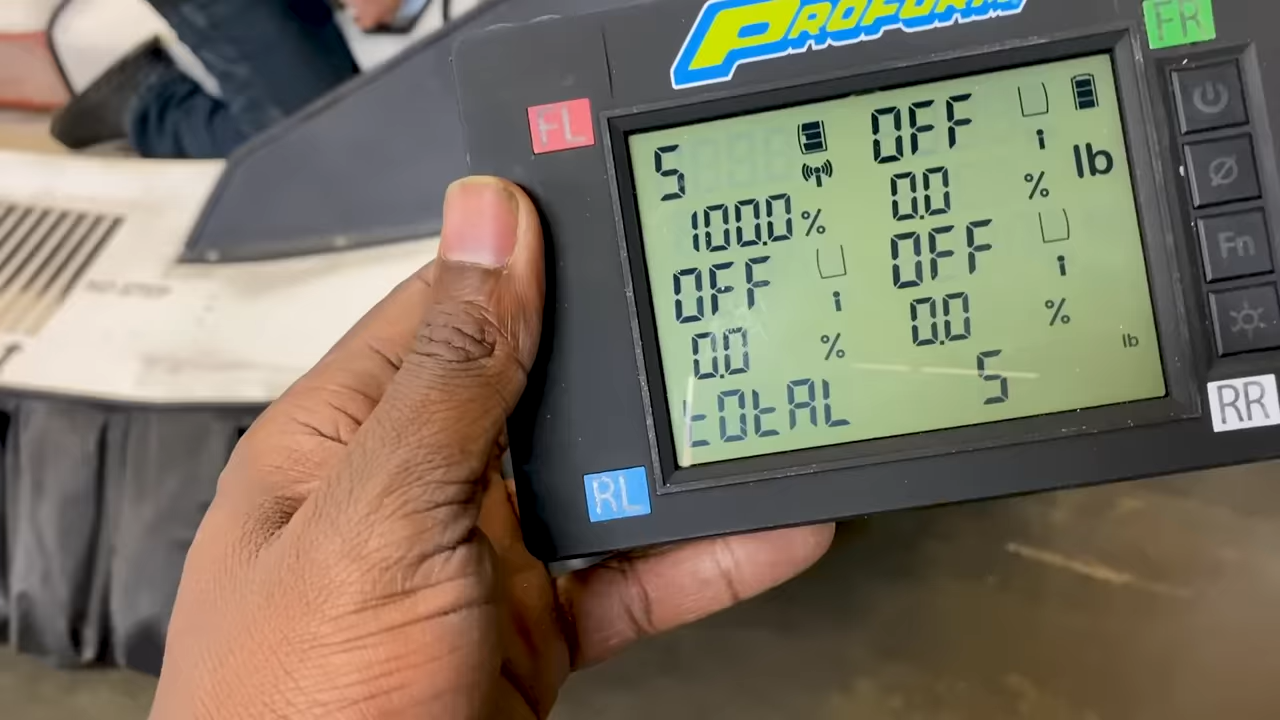 PROFORM
FR
FL
5 OFF
lb
100.0% 0.0 %
OFF OFF
0.0 % 0.0 %
lb
tOtAL 5
Fn
RL
RR